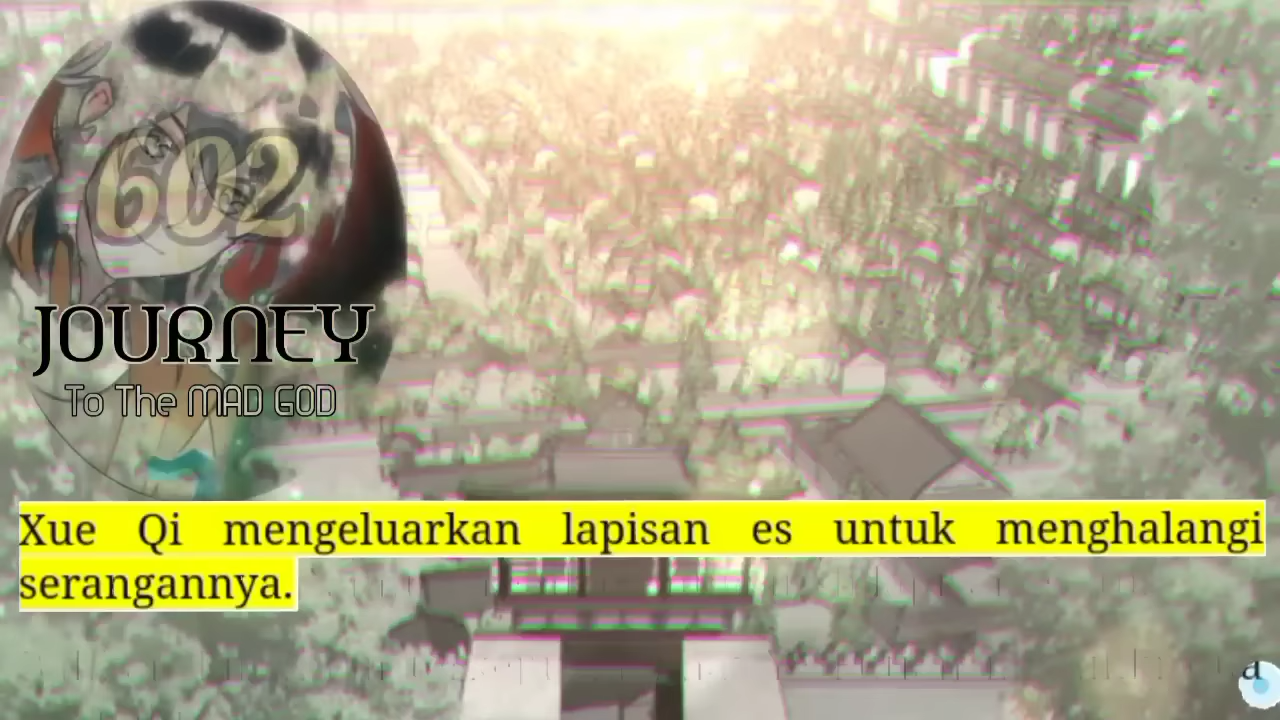 602
JOURNEY
To The MAD GOD
Xue Qi mengeluarkan lapisan es untuk menghalangi
serangannya.
a